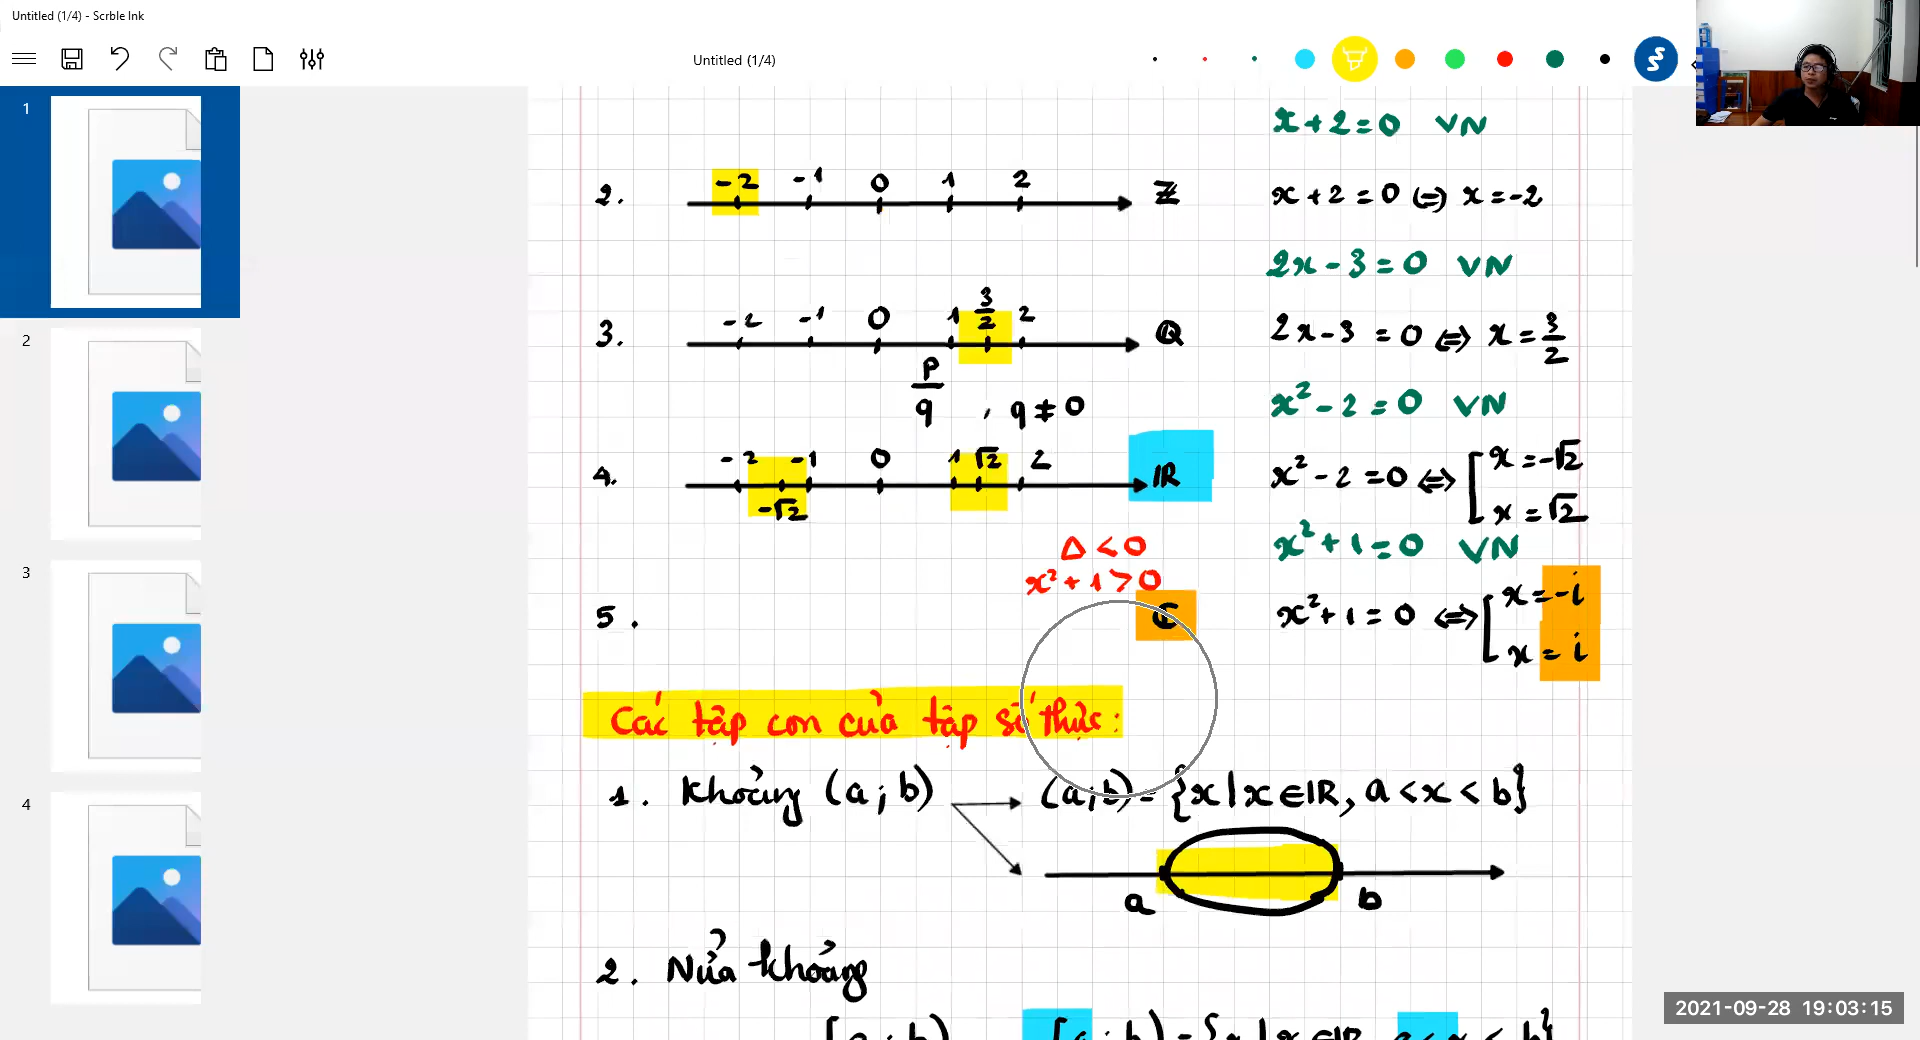 Untitled (1/4) - Scrble Ink
Untitled (1/4)
1
2
3
4
x + 2 = 0 VN
2. -2 -1 0 1 2 ℤ
x + 2 = 0 ⇔ x = -2
2x - 3 = 0 VN
3. -2 -1 0 1 3/2 2 ℚ
2x - 3 = 0 ⇔ x = 3/2
p/q , q ≠ 0
x² - 2 = 0 VN
4. -2 -√2 -1 0 1 √2 2 ℝ
x² - 2 = 0 ⇔ [ x = -√2
x = √2
Δ < 0
x² + 1 > 0
x² + 1 = 0 VN
5. ℂ
x² + 1 = 0 ⇔ [ x = -i
x = i
Các tập con của tập số thực:
1. Khoảng (a; b) (a; b) = {x | x ∈ ℝ, a < x < b}
a b
2. Nửa khoảng
[a; b) [a; b) = {x | x ∈ ℝ, a ≤ x < b}
2021-09-28 19:03:15